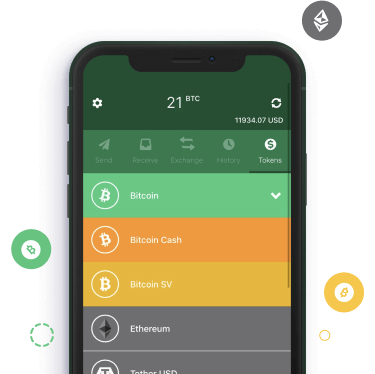 21 BTC
11934.07 USD
Send Receive Exchange History Tokens
Bitcoin
Bitcoin Cash
Bitcoin SV
Ethereum
Tether USD